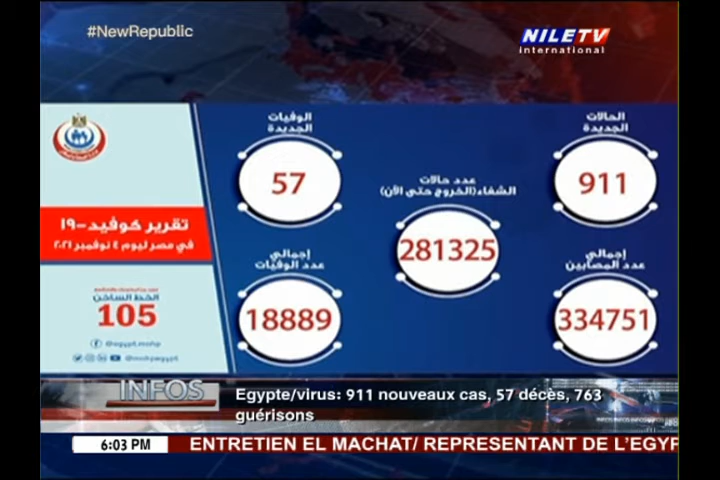 #NewRepublic
NILE TV
international
الوفيات
الجديدة
57
الحالات
الجديدة
911
عدد حالات
الشفاء(الخروج حتى الآن)
281325
تقرير كوفيد-١٩
في مصر ليوم ٤ نوفمبر ٢٠٢١
إجمالي
عدد الوفيات
18889
إجمالي
عدد المصابين
334751
الخط الساخن
105
@egypt.mohp
@mohpegypt
INFOS
Egypte/virus: 911 nouveaux cas, 57 décès, 763
guérisons
6:03 PM
ENTRETIEN EL MACHAT/ REPRESENTANT DE L'EGYP